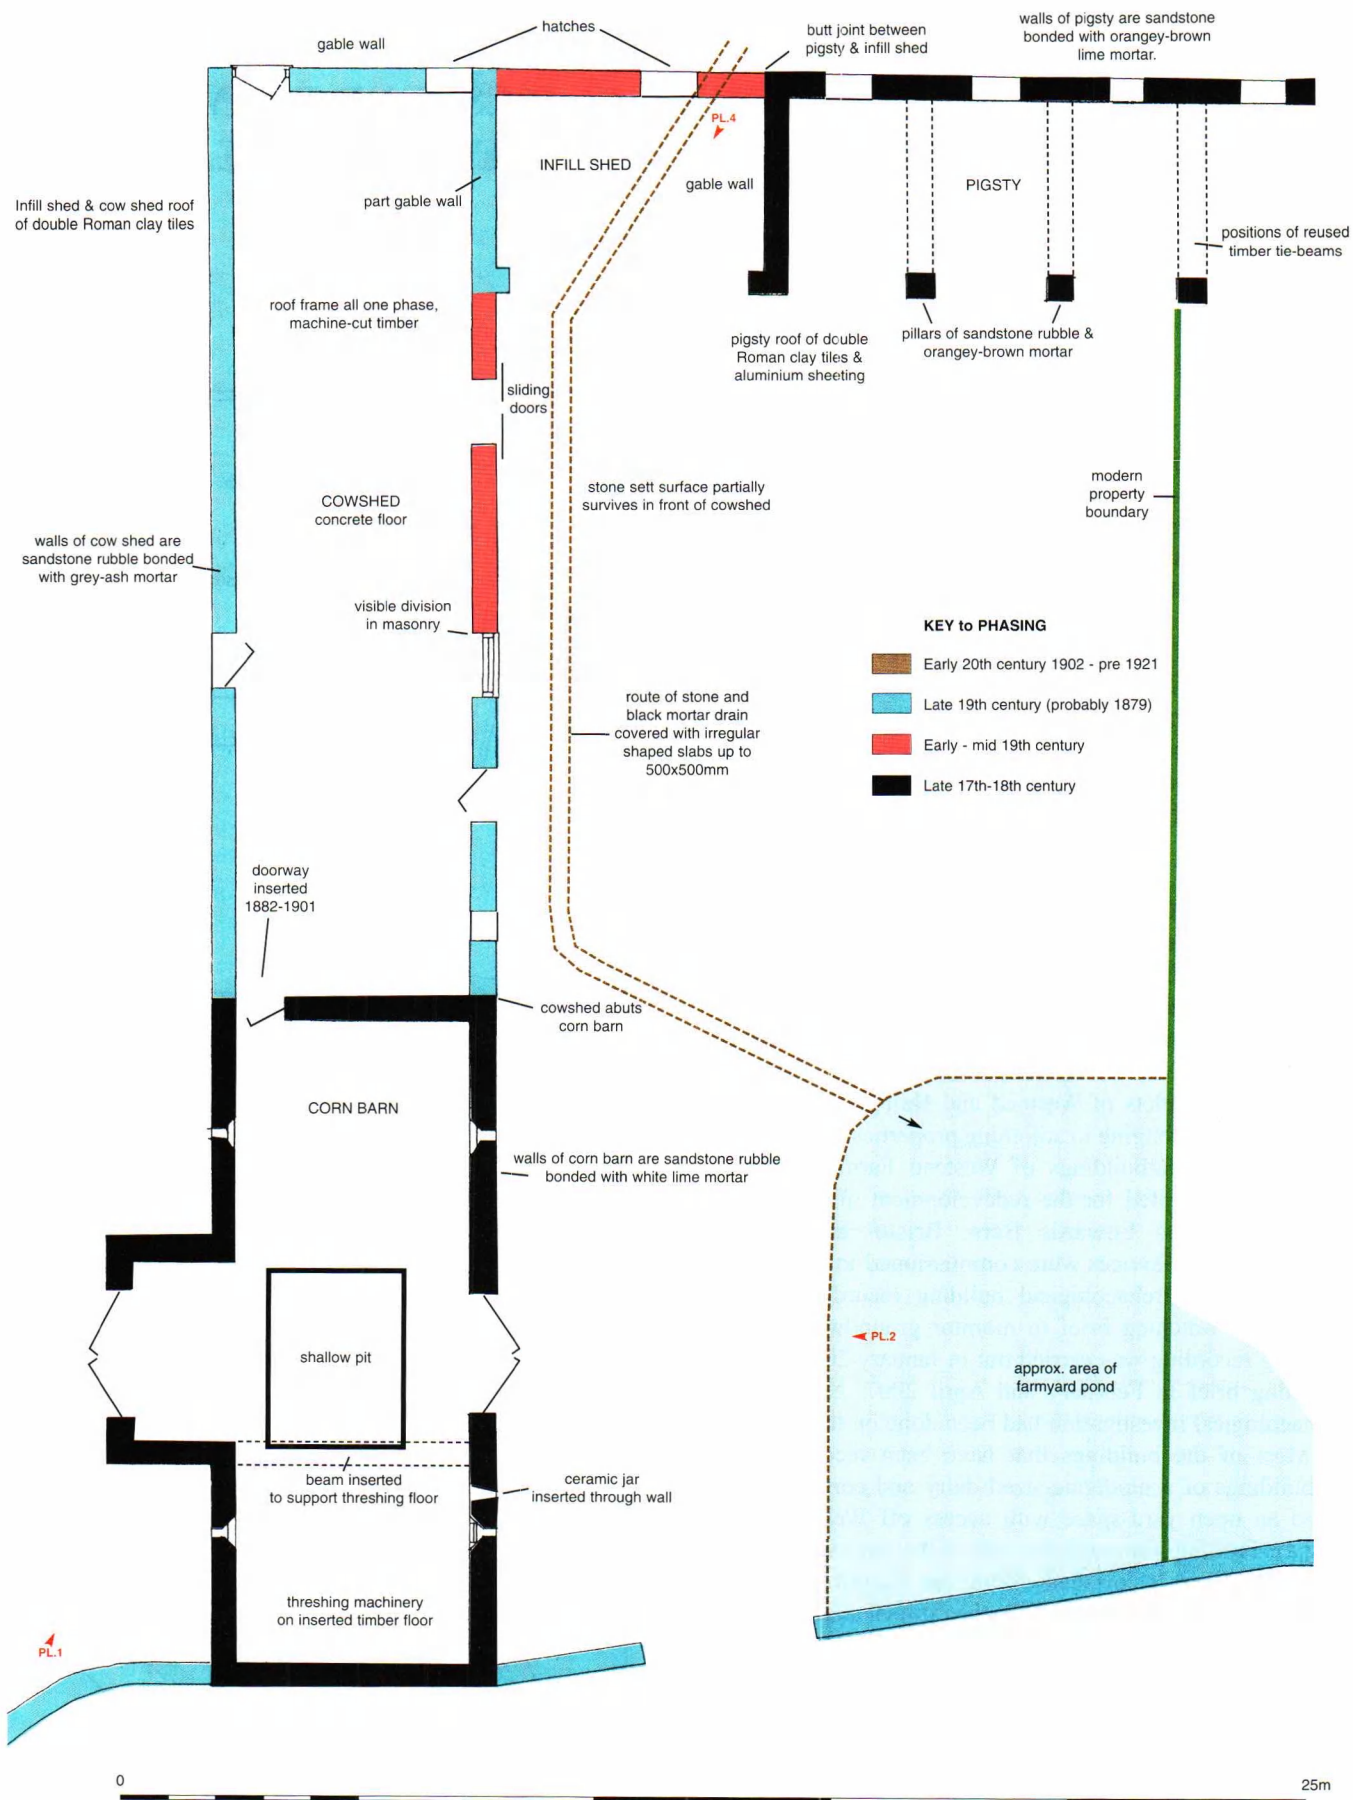 gable wall
hatches
butt joint between
pigsty & infill shed
walls of pigsty are sandstone
bonded with orangey-brown
lime mortar.
PL.4
INFILL SHED
gable wall
PIGSTY
part gable wall
Infill shed & cow shed roof
of double Roman clay tiles
positions of reused
timber tie-beams
roof frame all one phase,
machine-cut timber
pigsty roof of double
Roman clay tiles &
aluminium sheeting
pillars of sandstone rubble &
orangey-brown mortar
sliding
doors
stone sett surface partially
survives in front of cowshed
modern
property
boundary
COWSHED
concrete floor
walls of cow shed are
sandstone rubble bonded
with grey-ash mortar
visible division
in masonry
KEY to PHASING
Early 20th century 1902 - pre 1921
Late 19th century (probably 1879)
Early - mid 19th century
Late 17th-18th century
route of stone and
black mortar drain
covered with irregular
shaped slabs up to
500x500mm
doorway
inserted
1882-1901
cowshed abuts
corn barn
CORN BARN
walls of corn barn are sandstone rubble
bonded with white lime mortar
PL.2
shallow pit
approx. area of
farmyard pond
beam inserted
to support threshing floor
ceramic jar
inserted through wall
threshing machinery
on inserted timber floor
PL.1
0
25m